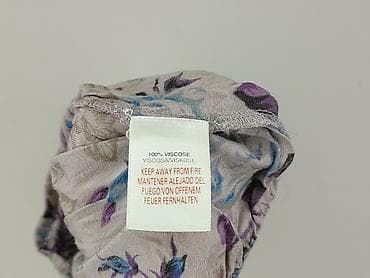 100% VISCOSE
VISCOSA/VISKOSE
KEEP AWAY FROM FIRE
MANTENER ALEJADO DEL
FUEGO/VON OFFENEM
FEUER FERNHALTEN